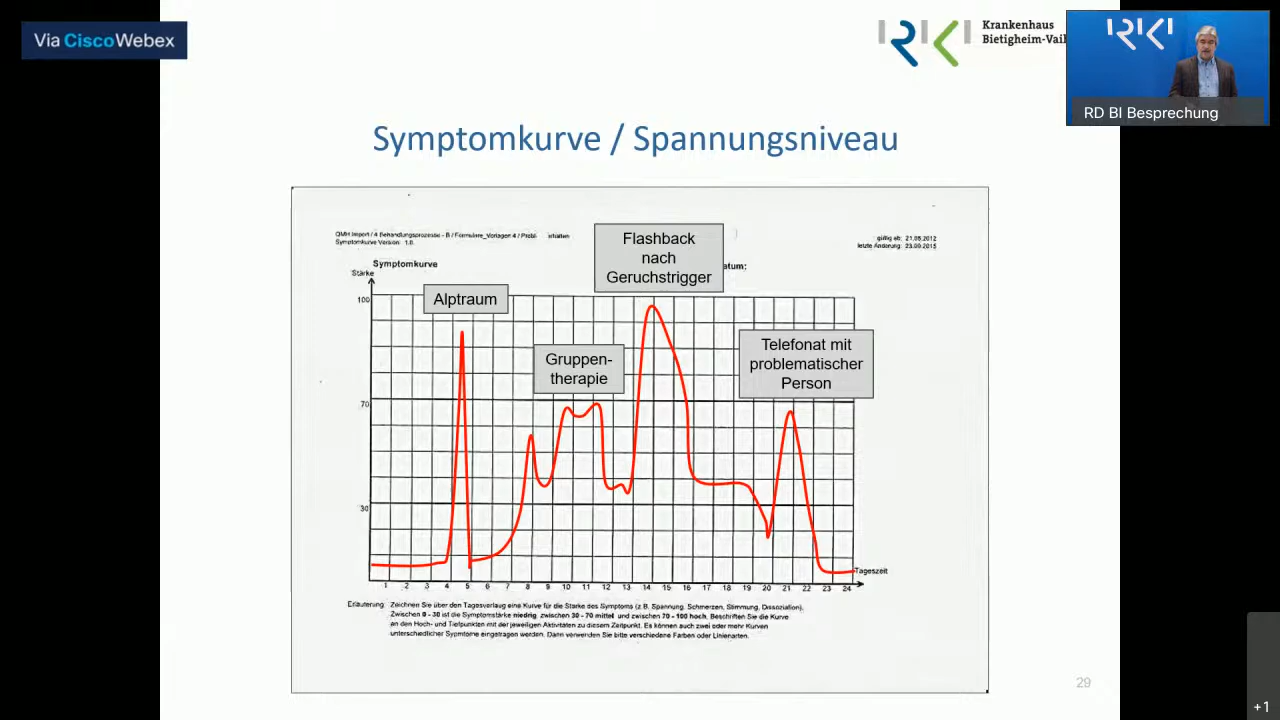 Via CiscoWebex
Krankenhaus
Bietigheim-Vaih
RD BI Besprechung
Symptomkurve / Spannungsniveau
QMH Import / 4 Behandlungsprozesse - B / Formulare_Vorlagen 4 /
Symptomkurve Version: 1.0.
gültig ab: 21.05.2012
letzte Änderung: 23.09.2015
Symptomkurve
atum:
Stärke
Flashback
nach
Geruchstrigger
Alptraum
Gruppen-
therapie
Telefonat mit
problematischer
Person
100
70
30
Tageszeit
1 2 3 4 5 6 7 8 9 10 11 12 13 14 15 16 17 18 19 20 21 22 23 24
Erläuterung: Zeichnen Sie über den Tagesverlauf eine Kurve für die Stärke des Symptoms (z.B. Spannung, Schmerzen, Stimmung, Dissoziation).
Zwischen 0 - 30 ist die Symptomstärke niedrig zwischen 30 - 70 mittel und zwischen 70 - 100 hoch. Beschriften Sie die Kurve
an den Hoch- und Tiefpunkten mit der jeweiligen Aktivitäten zu diesem Zeitpunkt. Es können auch zwei oder mehr Kurven
unterschiedlicher Symptome eingetragen werden. Dann verwenden Sie bitte verschiedene Farben oder Linienarten.
29
+1